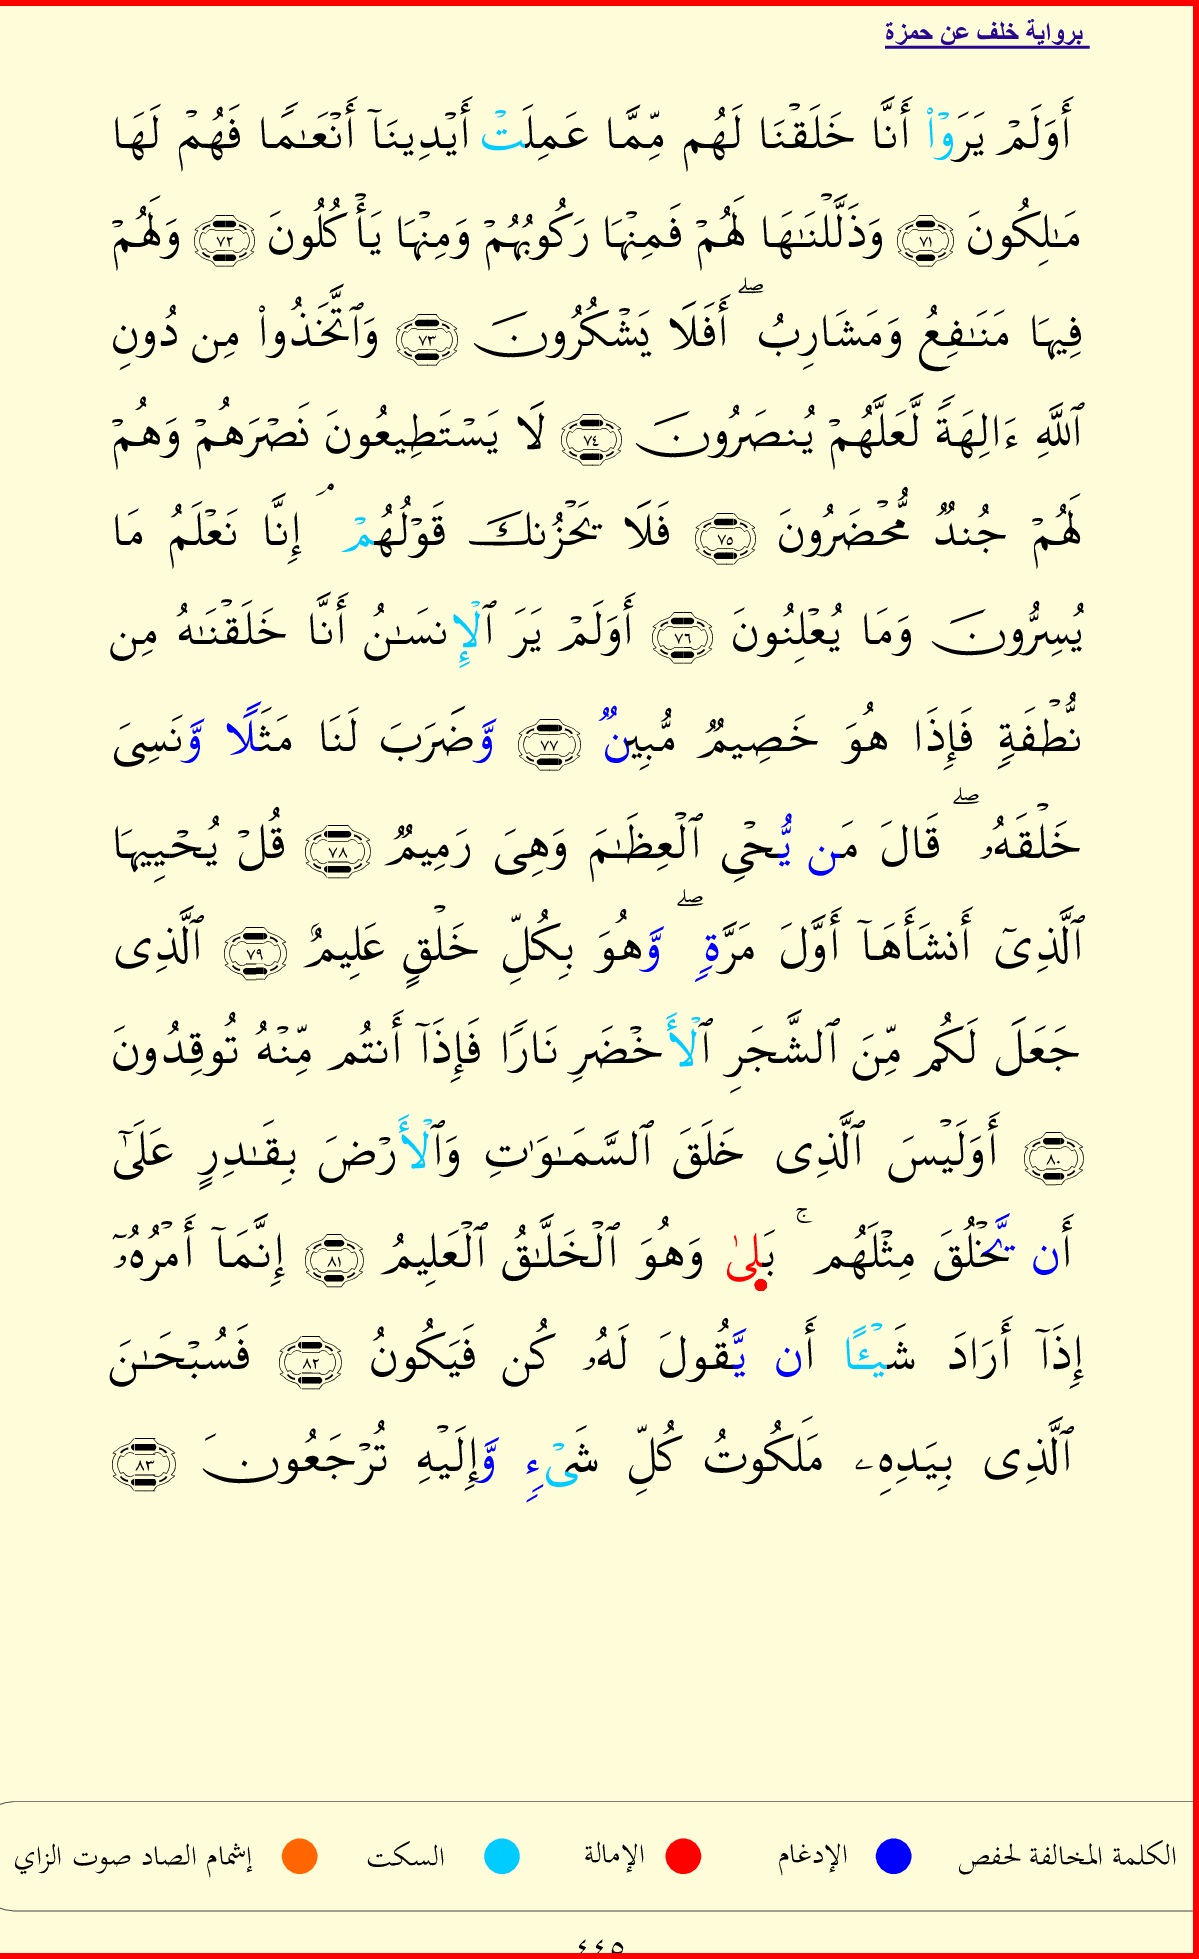 برواية خلف عن حمزة
أَوَلَمْ يَرَوْاْ أَنَّا خَلَقْنَا لَهُم مِّمَّا عَمِلَتْ أَيْدِينَآ أَنْعَـٰمًا فَهُمْ لَهَا
مَـٰلِكُونَ ٧١ وَذَلَّلْنَـٰهَا لَهُمْ فَمِنْهَا رَكُوبُهُمْ وَمِنْهَا يَأْكُلُونَ ٧٢ وَلَهُمْ
فِيهَا مَنَـٰفِعُ وَمَشَارِبُ ۖ أَفَلَا يَشْكُرُونَ ٧٣ وَٱتَّخَذُواْ مِن دُونِ
ٱللَّهِ ءَالِهَةً لَّعَلَّهُمْ يُنصَرُونَ ٧٤ لَا يَسْتَطِيعُونَ نَصْرَهُمْ وَهُمْ
لَهُمْ جُندٌ مُّحْضَرُونَ ٧٥ فَلَا يَحْزُنكَ قَوْلُهُمْ ۘ إِنَّا نَعْلَمُ مَا
يُسِرُّونَ وَمَا يُعْلِنُونَ ٧٦ أَوَلَمْ يَرَ ٱلْإِنسَـٰنُ أَنَّا خَلَقْنَـٰهُ مِن
نُّطْفَةٍ فَإِذَا هُوَ خَصِيمٌ مُّبِينٌ ٧٧ وَّضَرَبَ لَنَا مَثَلًا وَّنَسِىَ
خَلْقَهُۥ ۖ قَالَ مَن يُّحْىِ ٱلْعِظَـٰمَ وَهِىَ رَمِيمٌ ٧٨ قُلْ يُحْيِيهَا
ٱلَّذِىٓ أَنشَأَهَآ أَوَّلَ مَرَّةٍ ۖ وَّهُوَ بِكُلِّ خَلْقٍ عَلِيمٌ ٧٩ ٱلَّذِى
جَعَلَ لَكُم مِّنَ ٱلشَّجَرِ ٱلْأَخْضَرِ نَارًا فَإِذَآ أَنتُم مِّنْهُ تُوقِدُونَ
٨٠ أَوَلَيْسَ ٱلَّذِى خَلَقَ ٱلسَّمَـٰوَٰتِ وَٱلْأَرْضَ بِقَـٰدِرٍ عَلَىٰٓ
أَن يَّخْلُقَ مِثْلَهُم ۚ بَلِىٰ وَهُوَ ٱلْخَلَّـٰقُ ٱلْعَلِيمُ ٨١ إِنَّمَآ أَمْرُهُۥٓ
إِذَآ أَرَادَ شَيْـًٔا أَن يَّقُولَ لَهُۥ كُن فَيَكُونُ ٨٢ فَسُبْحَـٰنَ
ٱلَّذِى بِيَدِهِۦ مَلَكُوتُ كُلِّ شَىْءٍ وَّإِلَيْهِ تُرْجَعُونَ ٨٣
الكلمة المخالفة لحفص الإدغام الإمالة السكت إشمام الصاد صوت الزاي
٤٤٥